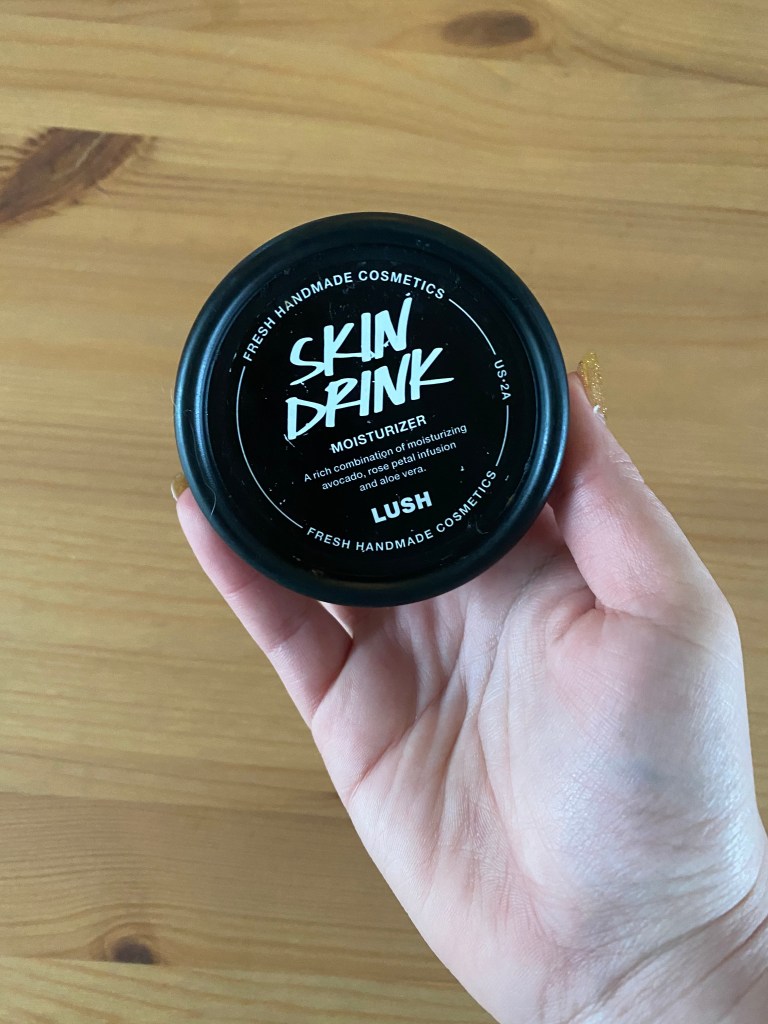 FRESH HANDMADE COSMETICS
SKIN
DRINK
US•2A
MOISTURIZER
A rich combination of moisturizing
avocado, rose petal infusion
and aloe vera.
LUSH
FRESH HANDMADE COSMETICS